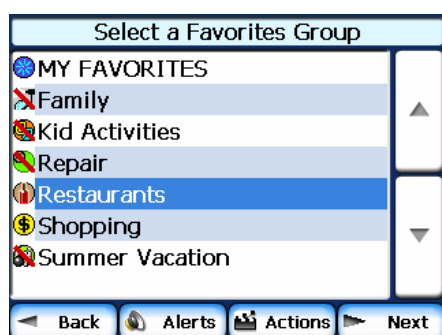 Select a Favorites Group
MY FAVORITES
Family
Kid Activities
Repair
Restaurants
Shopping
Summer Vacation
Back Alerts Actions Next